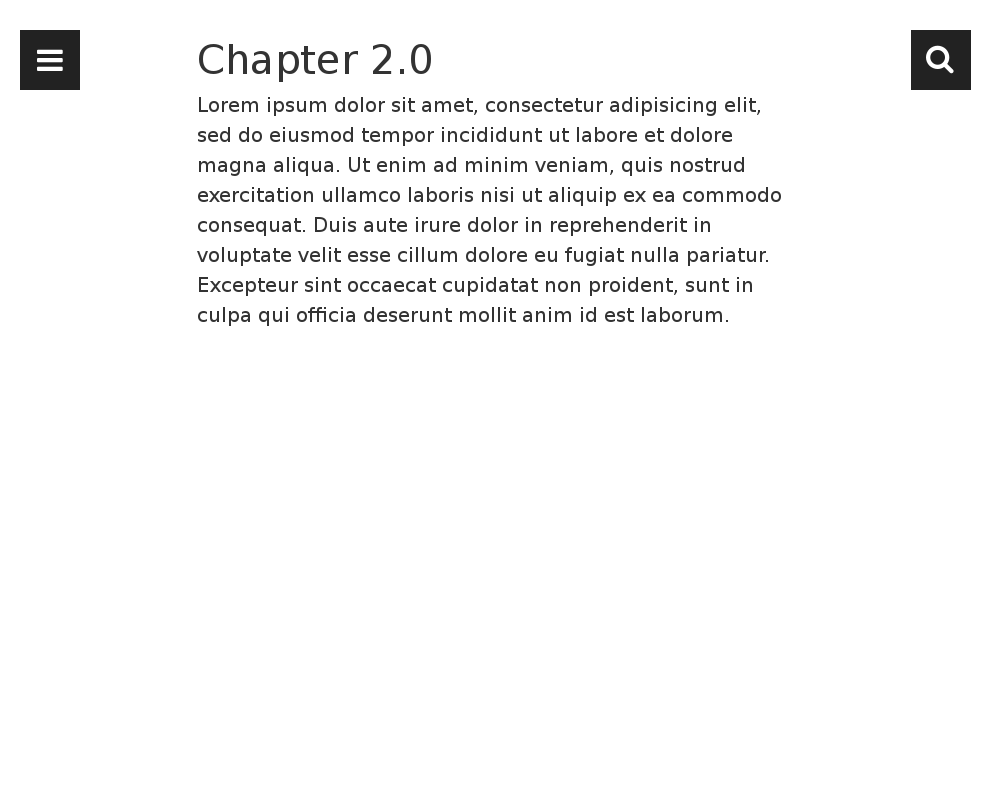 Chapter 2.0
Lorem ipsum dolor sit amet, consectetur adipisicing elit,
sed do eiusmod tempor incididunt ut labore et dolore
magna aliqua. Ut enim ad minim veniam, quis nostrud
exercitation ullamco laboris nisi ut aliquip ex ea commodo
consequat. Duis aute irure dolor in reprehenderit in
voluptate velit esse cillum dolore eu fugiat nulla pariatur.
Excepteur sint occaecat cupidatat non proident, sunt in
culpa qui officia deserunt mollit anim id est laborum.